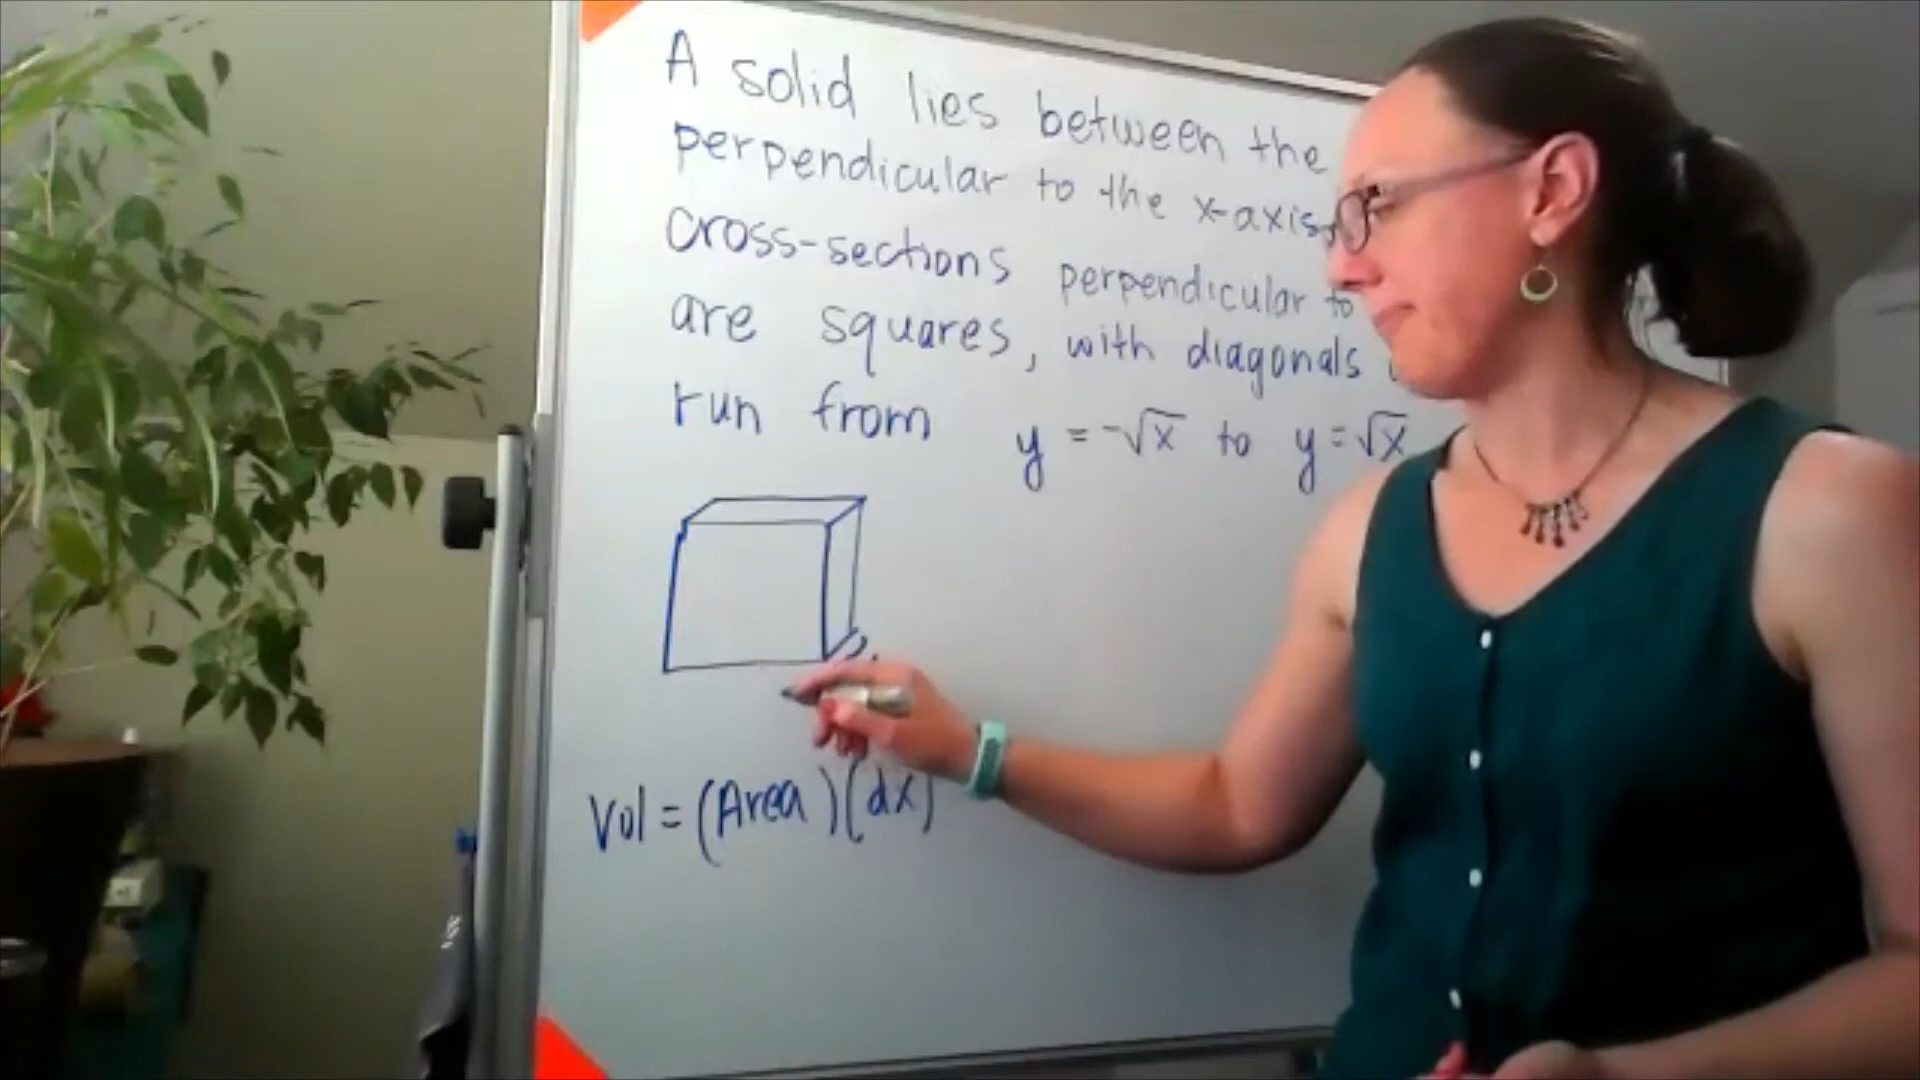 A solid lies between the
perpendicular to the x-axis
cross-sections perpendicular to
are squares, with diagonals
run from y = -√x to y = √x
Vol = (Area)(dx)